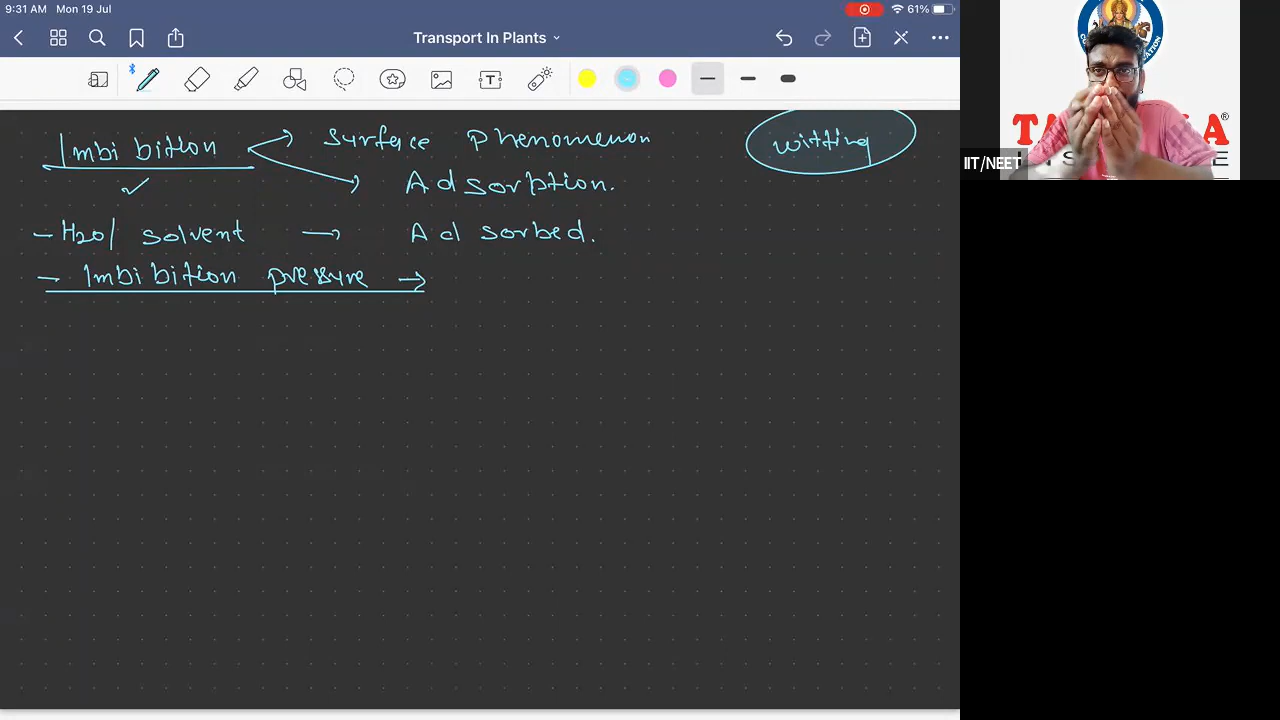 9:31 AM Mon 19 Jul
61%
Transport In Plants
T
Imbibition
Surface Phenomenon
Adsorption.
witting
- H2O/ solvent → Adsorbed.
- Imbibition pressure →
IIT/NEET